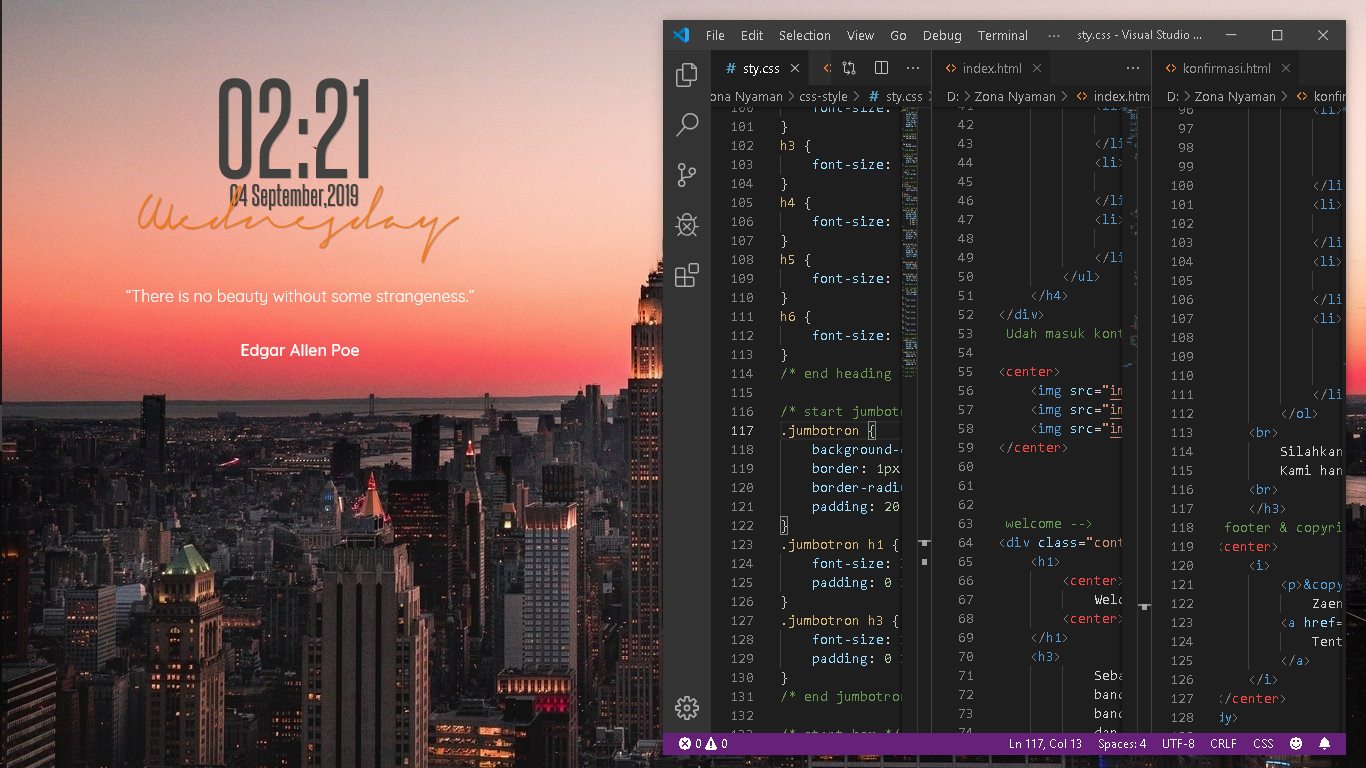 02:21
04 September,2019
Wednesday
“There is no beauty without some strangeness.”
Edgar Allen Poe
File Edit Selection View Go Debug Terminal ··· sty.css - Visual Studio ...
# sty.css
ona Nyaman > css-style > # sty.css
font-size:
101 }
102 h3 {
103 font-size:
104 }
105 h4 {
106 font-size:
107 }
108 h5 {
109 font-size:
110 }
111 h6 {
112 font-size:
113 }
114 /* end heading
115
116 /* start jumbotr
117 .jumbotron {
118 background-
119 border: 1px
120 border-radi
121 padding: 20
122 }
123 .jumbotron h1 {
124 font-size:
125 padding: 0
126 }
127 .jumbotron h3 {
128 font-size:
129 padding: 0
130 }
131 /* end jumbotron
132
index.html
D: > Zona Nyaman > <> index.htm
42
43 </li
44 <li>
45
46 </li
47 <li>
48
49 </li
50 </ul>
51 </h4>
52 </div>
53 Udah masuk kont
54
55 <center>
56 <img src="im
57 <img src="im
58 <img src="im
59 </center>
60
61
62
63 welcome -->
64 <div class="cont
65 <h1>
66 <center>
67 Welc
68 <center>
69 </h1>
70 <h3>
71 Seba
72 band
73 band
74 dan
konfirmasi.html
D: > Zona Nyaman > <> konfir
96 <li>
97
98
99
100 </li
101 <li>
102
103 </li
104 <li>
105
106 </li
107 <li>
108
109
110
111 </li
112 </ol>
113 <br>
114 Silahkan
115 Kami han
116 <br>
117 </h3>
118 footer & copyri
119 <center>
120 <i>
121 <p>&copy
122 Zaen
123 <a href=
124 Tent
125 </a>
126 </i>
127 </center>
128 dy>
0 0 Ln 117, Col 13 Spaces: 4 UTF-8 CRLF CSS